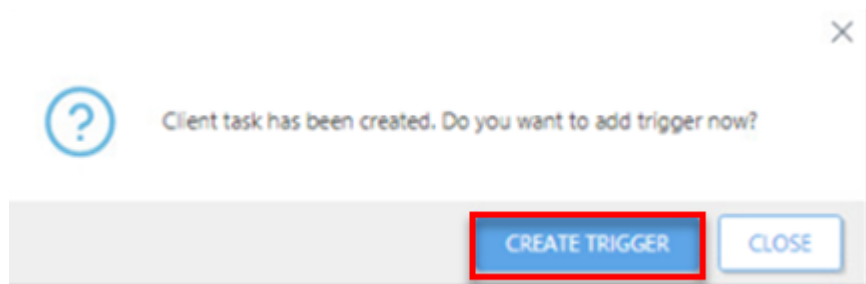 Client task has been created. Do you want to add trigger now?
CREATE TRIGGER
CLOSE